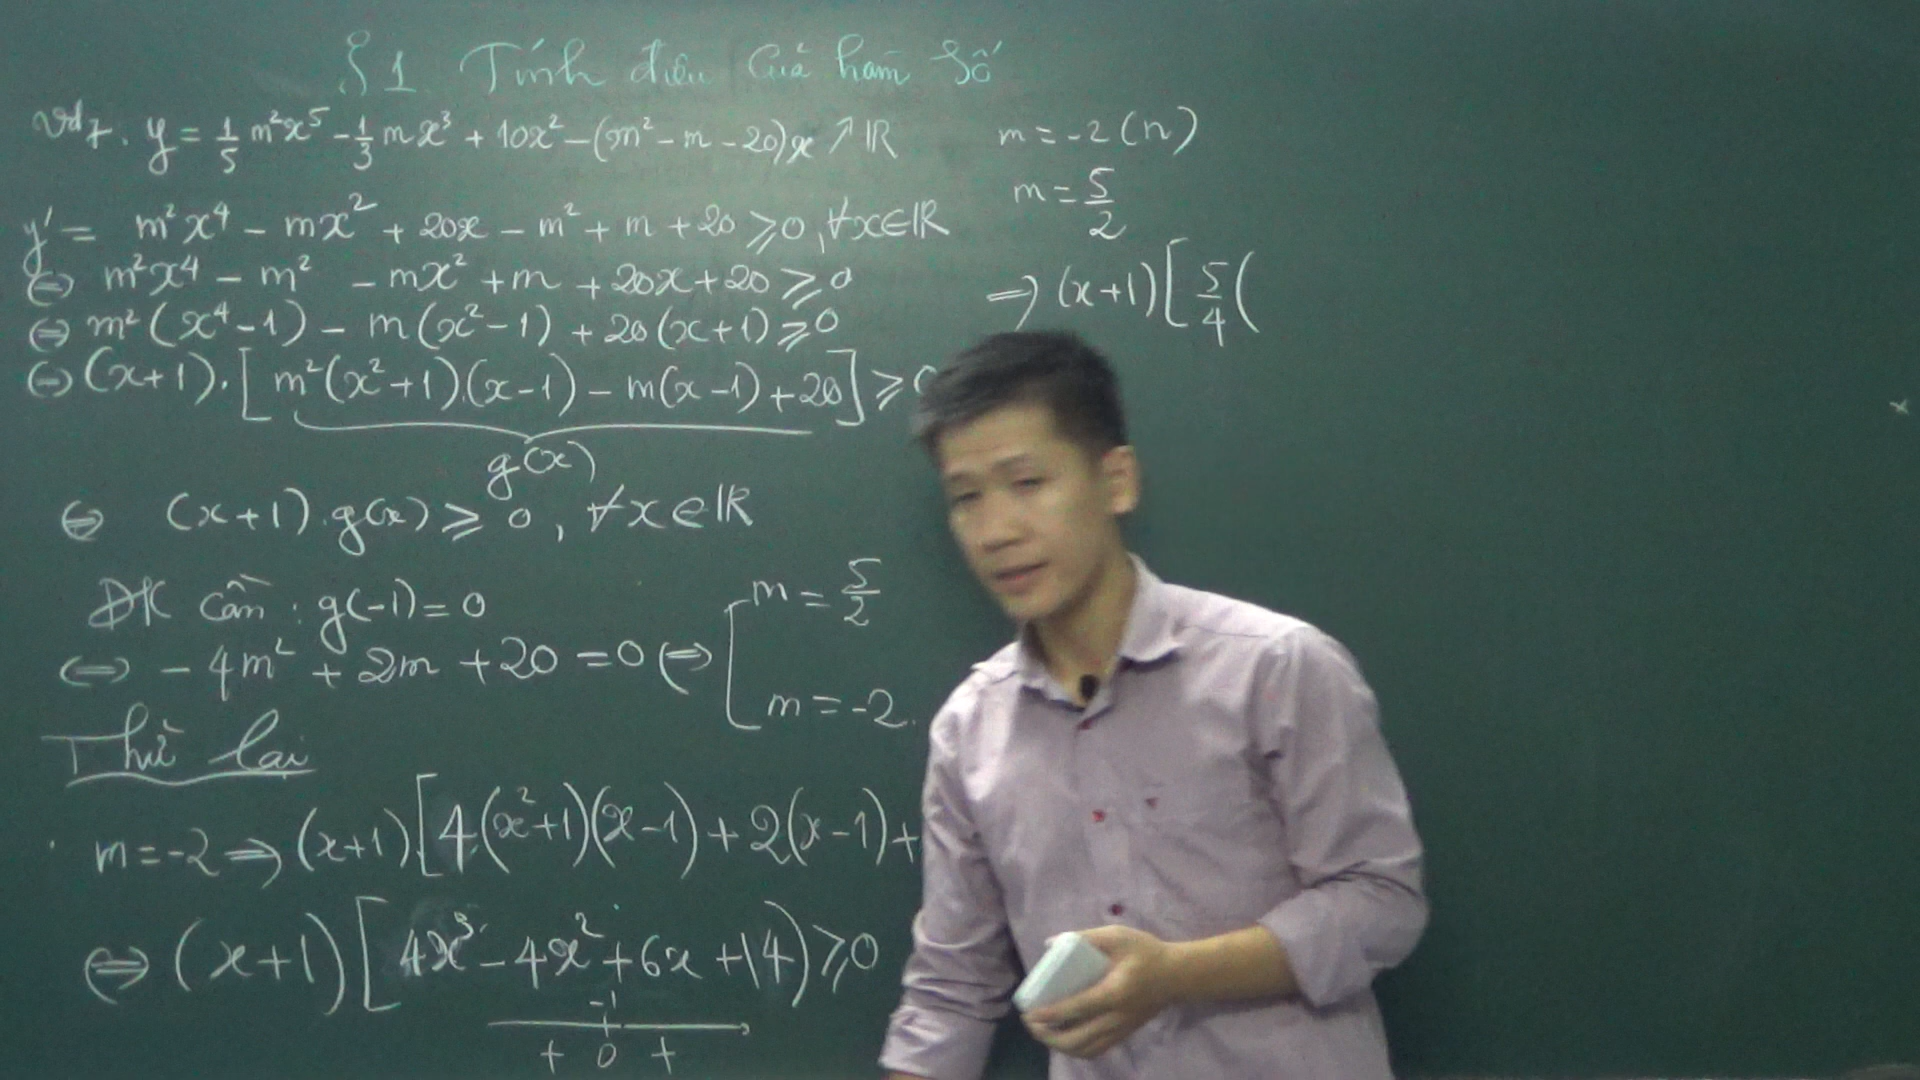 §1 Tính điệu của hàm số
Vd7. y = 1/5 m²x⁵ - 1/3 mx³ + 10x² - (m² - m - 20)x ↗ ℝ
y' = m²x⁴ - mx² + 20x - m² + m + 20 ⩾ 0, ∀x∈ℝ
⇔ m²x⁴ - m² - mx² + m + 20x + 20 ⩾ 0
⇔ m²(x⁴ - 1) - m(x² - 1) + 20(x + 1) ⩾ 0
⇔ (x+1).[m²(x²+1).(x-1) - m(x-1) + 20] ⩾ 0
g(x)
⇔ (x+1).g(x) ⩾ 0, ∀x∈ℝ
ĐK cần: g(-1) = 0
⇔ -4m² + 2m + 20 = 0 ⇔ [ m = 5/2
m = -2.
Thử lại
m = -2 ⇒ (x+1)[4(x²+1)(x-1) + 2(x-1) +
⇔ (x+1)[4x³ - 4x² + 6x + 14) ⩾ 0
-1
+ 0 +
m = -2 (n)
m = 5/2
⇒ (x+1)[5/4(